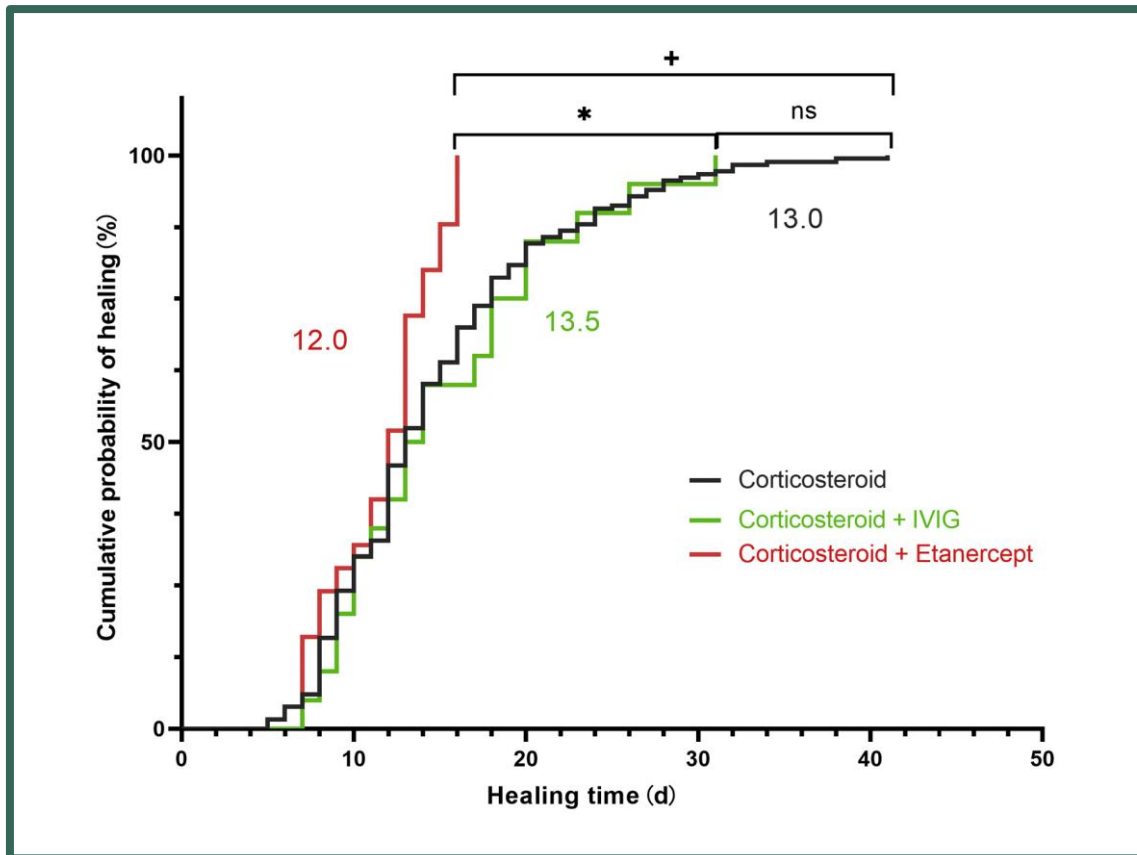 +
*
ns
100
13.0
13.5
12.0
50
Cumulative probability of healing (%)
Corticosteroid
Corticosteroid + IVIG
Corticosteroid + Etanercept
0
0 10 20 30 40 50
Healing time (d)